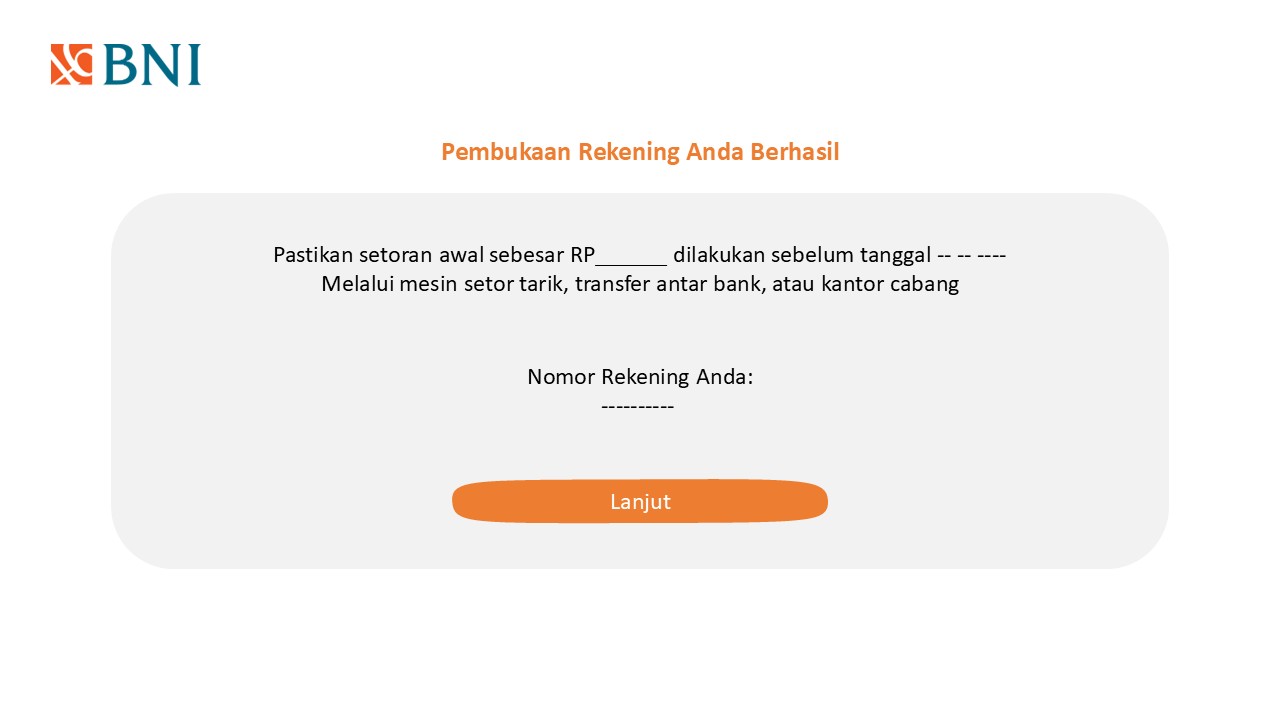 BNI
Pembukaan Rekening Anda Berhasil
Pastikan setoran awal sebesar RP______ dilakukan sebelum tanggal -- -- ----
Melalui mesin setor tarik, transfer antar bank, atau kantor cabang
Nomor Rekening Anda:
----------
Lanjut